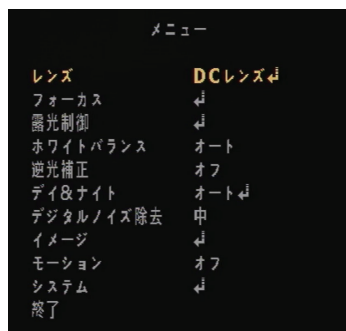 メニュー
レンズ DCレンズ↲
フォーカス ↲
露光制御 ↲
ホワイトバランス オート
逆光補正 オフ
デイ&ナイト オート↲
デジタルノイズ除去 中
イメージ ↲
モーション オフ
システム ↲
終了